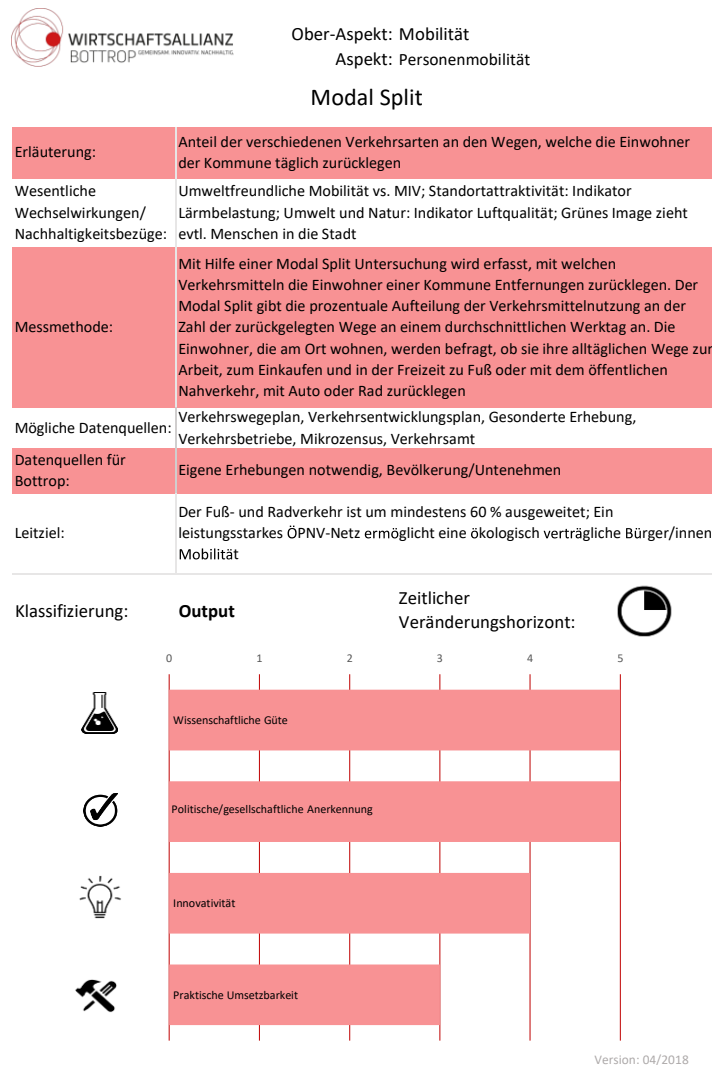 WIRTSCHAFTSALLIANZ
BOTTROP GEMEINSAM. INNOVATIV. NACHHALTIG.
Ober-Aspekt: Mobilität
Aspekt: Personenmobilität
Modal Split
Erläuterung:
Anteil der verschiedenen Verkehrsarten an den Wegen, welche die Einwohner
der Kommune täglich zurücklegen
Wesentliche
Wechselwirkungen/
Nachhaltigkeitsbezüge:
Umweltfreundliche Mobilität vs. MIV; Standortattraktivität: Indikator
Lärmbelastung; Umwelt und Natur: Indikator Luftqualität; Grünes Image zieht
evtl. Menschen in die Stadt
Messmethode:
Mit Hilfe einer Modal Split Untersuchung wird erfasst, mit welchen
Verkehrsmitteln die Einwohner einer Kommune Entfernungen zurücklegen. Der
Modal Split gibt die prozentuale Aufteilung der Verkehrsmittelnutzung an der
Zahl der zurückgelegten Wege an einem durchschnittlichen Werktag an. Die
Einwohner, die am Ort wohnen, werden befragt, ob sie ihre alltäglichen Wege zur
Arbeit, zum Einkaufen und in der Freizeit zu Fuß oder mit dem öffentlichen
Nahverkehr, mit Auto oder Rad zurücklegen
Mögliche Datenquellen:
Verkehrswegeplan, Verkehrsentwicklungsplan, Gesonderte Erhebung,
Verkehrsbetriebe, Mikrozensus, Verkehrsamt
Datenquellen für
Bottrop:
Eigene Erhebungen notwendig, Bevölkerung/Untenehmen
Leitziel:
Der Fuß- und Radverkehr ist um mindestens 60 % ausgeweitet; Ein
leistungsstarkes ÖPNV-Netz ermöglicht eine ökologisch verträgliche Bürger/innen
Mobilität
Klassifizierung:
Output
Zeitlicher
Veränderungshorizont:
0 1 2 3 4 5
Wissenschaftliche Güte
Politische/gesellschaftliche Anerkennung
Innovativität
Praktische Umsetzbarkeit
Version: 04/2018